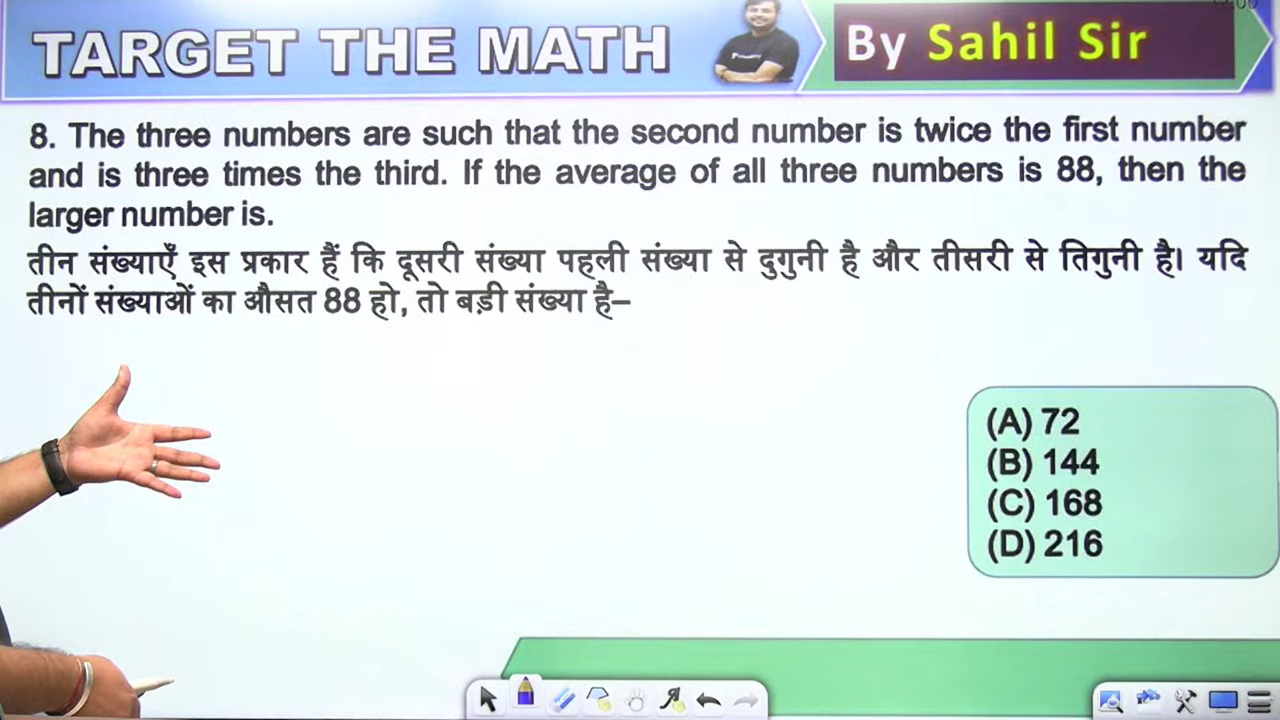 TARGET THE MATH
By Sahil Sir
8. The three numbers are such that the second number is twice the first number
and is three times the third. If the average of all three numbers is 88, then the
larger number is.
तीन संख्याएँ इस प्रकार हैं कि दूसरी संख्या पहली संख्या से दुगुनी है और तीसरी से तिगुनी है। यदि
तीनों संख्याओं का औसत 88 हो, तो बड़ी संख्या है–
(A) 72
(B) 144
(C) 168
(D) 216